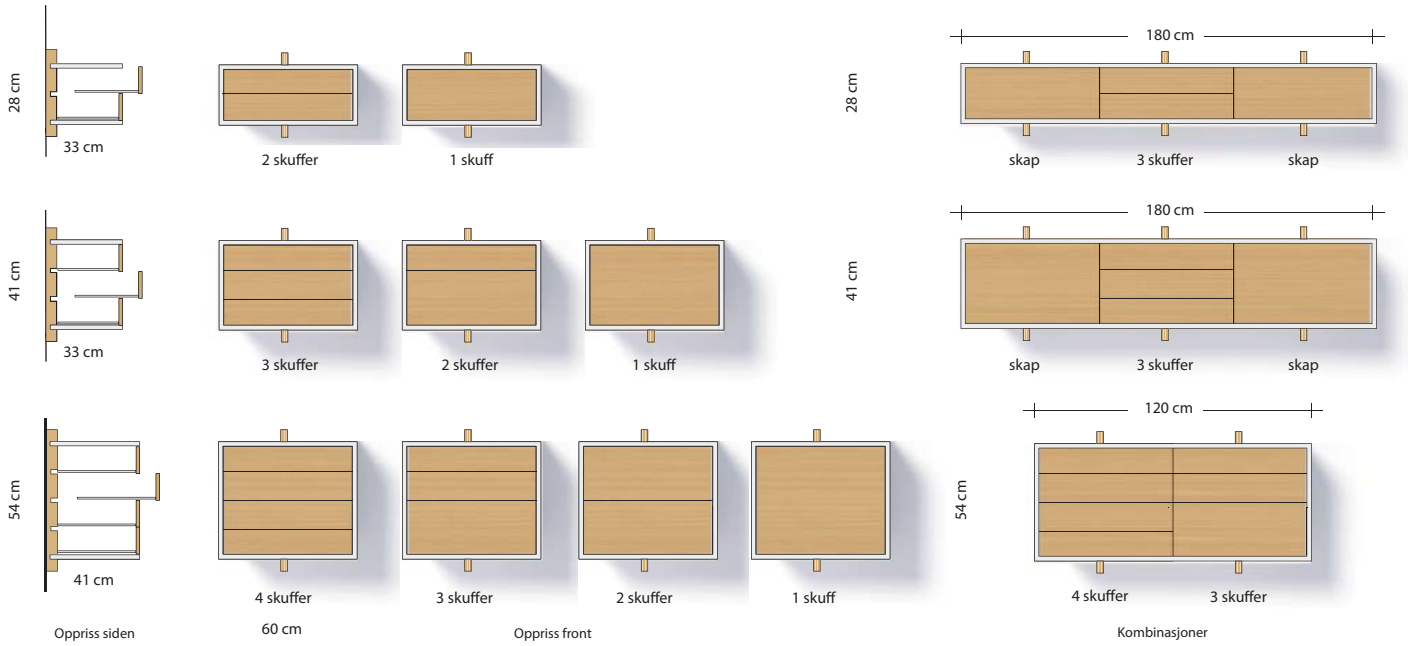 180 cm
28 cm
28 cm
33 cm
2 skuffer
1 skuff
skap
3 skuffer
skap
180 cm
41 cm
41 cm
33 cm
3 skuffer
2 skuffer
1 skuff
skap
3 skuffer
skap
120 cm
54 cm
54 cm
41 cm
4 skuffer
3 skuffer
2 skuffer
1 skuff
4 skuffer
3 skuffer
60 cm
Oppriss siden
Oppriss front
Kombinasjoner